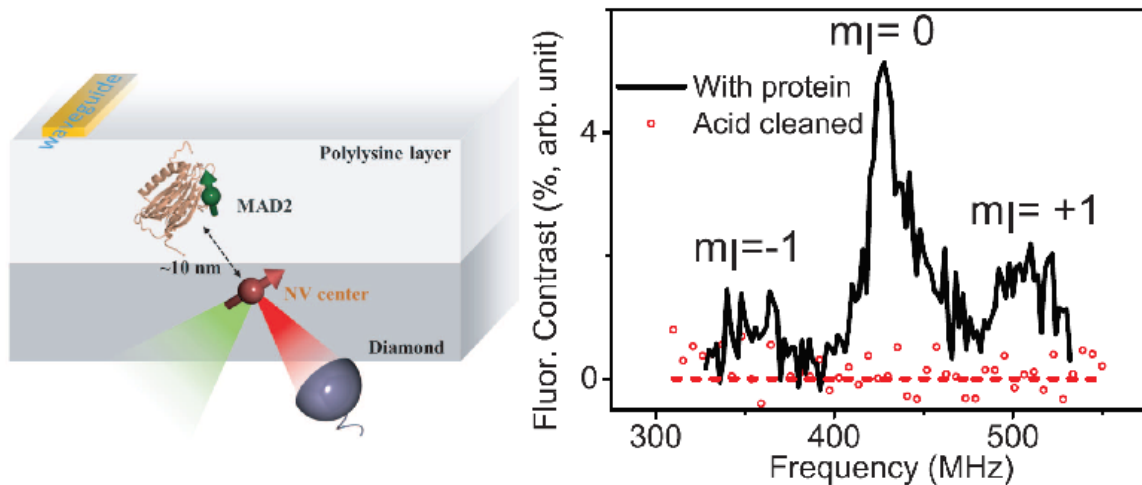 waveguide
Polylysine layer
MAD2
~10 nm
NV center
Diamond
Fluor. Contrast (%, arb. unit)
4
0
mI= 0
With protein
Acid cleaned
mI=-1
mI= +1
300
400
500
Frequency (MHz)